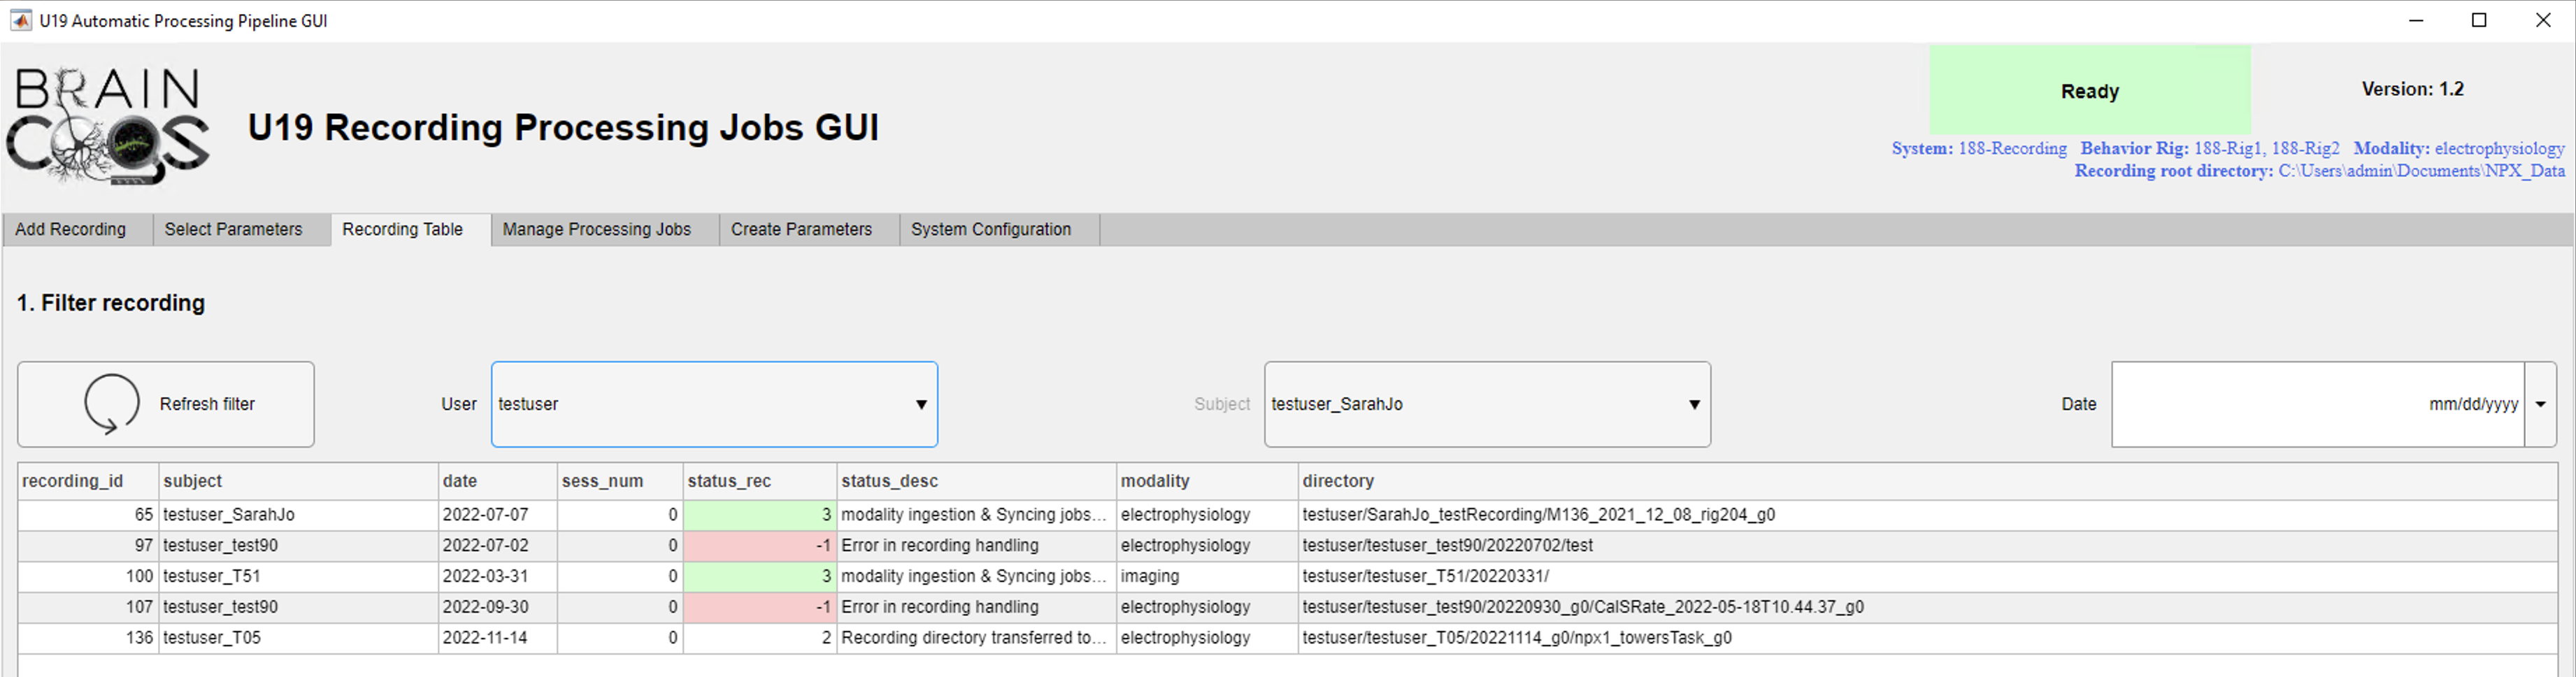 U19 Automatic Processing Pipeline GUI
BRAIN
COGS
U19 Recording Processing Jobs GUI
Ready
Version: 1.2
System: 188-Recording Behavior Rig: 188-Rig1, 188-Rig2 Modality: electrophysiology
Recording root directory: C:\Users\admin\Documents\NPX_Data
Add Recording Select Parameters Recording Table Manage Processing Jobs Create Parameters System Configuration
1. Filter recording
Refresh filter User testuser Subject testuser_SarahJo Date mm/dd/yyyy
recording_id subject date sess_num status_rec status_desc modality directory
65 testuser_SarahJo 2022-07-07 0 3 modality ingestion & Syncing jobs... electrophysiology testuser/SarahJo_testRecording/M136_2021_12_08_rig204_g0
97 testuser_test90 2022-07-02 0 -1 Error in recording handling electrophysiology testuser/testuser_test90/20220702/test
100 testuser_T51 2022-03-31 0 3 modality ingestion & Syncing jobs... imaging testuser/testuser_T51/20220331/
107 testuser_test90 2022-09-30 0 -1 Error in recording handling electrophysiology testuser/testuser_test90/20220930_g0/CalSRate_2022-05-18T10.44.37_g0
136 testuser_T05 2022-11-14 0 2 Recording directory transferred to... electrophysiology testuser/testuser_T05/20221114_g0/npx1_towersTask_g0